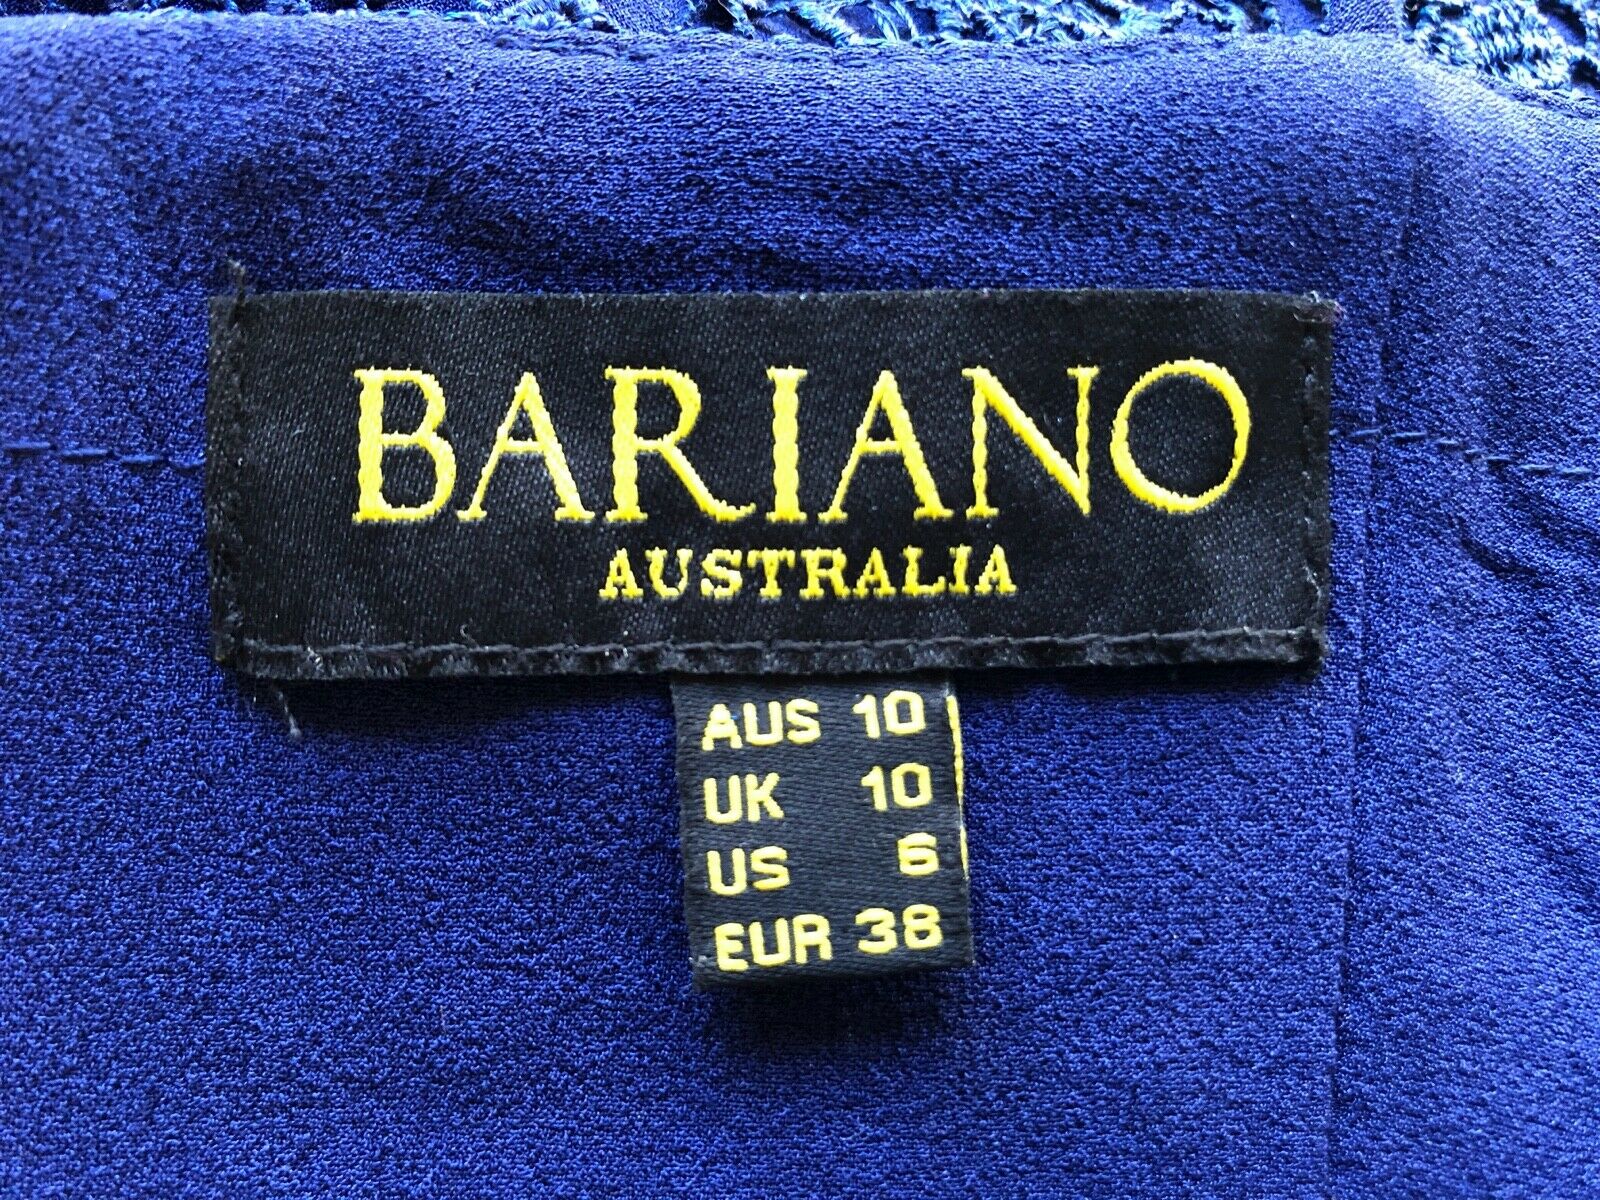 BARIANO
AUSTRALIA
AUS 10
UK 10
US 6
EUR 38